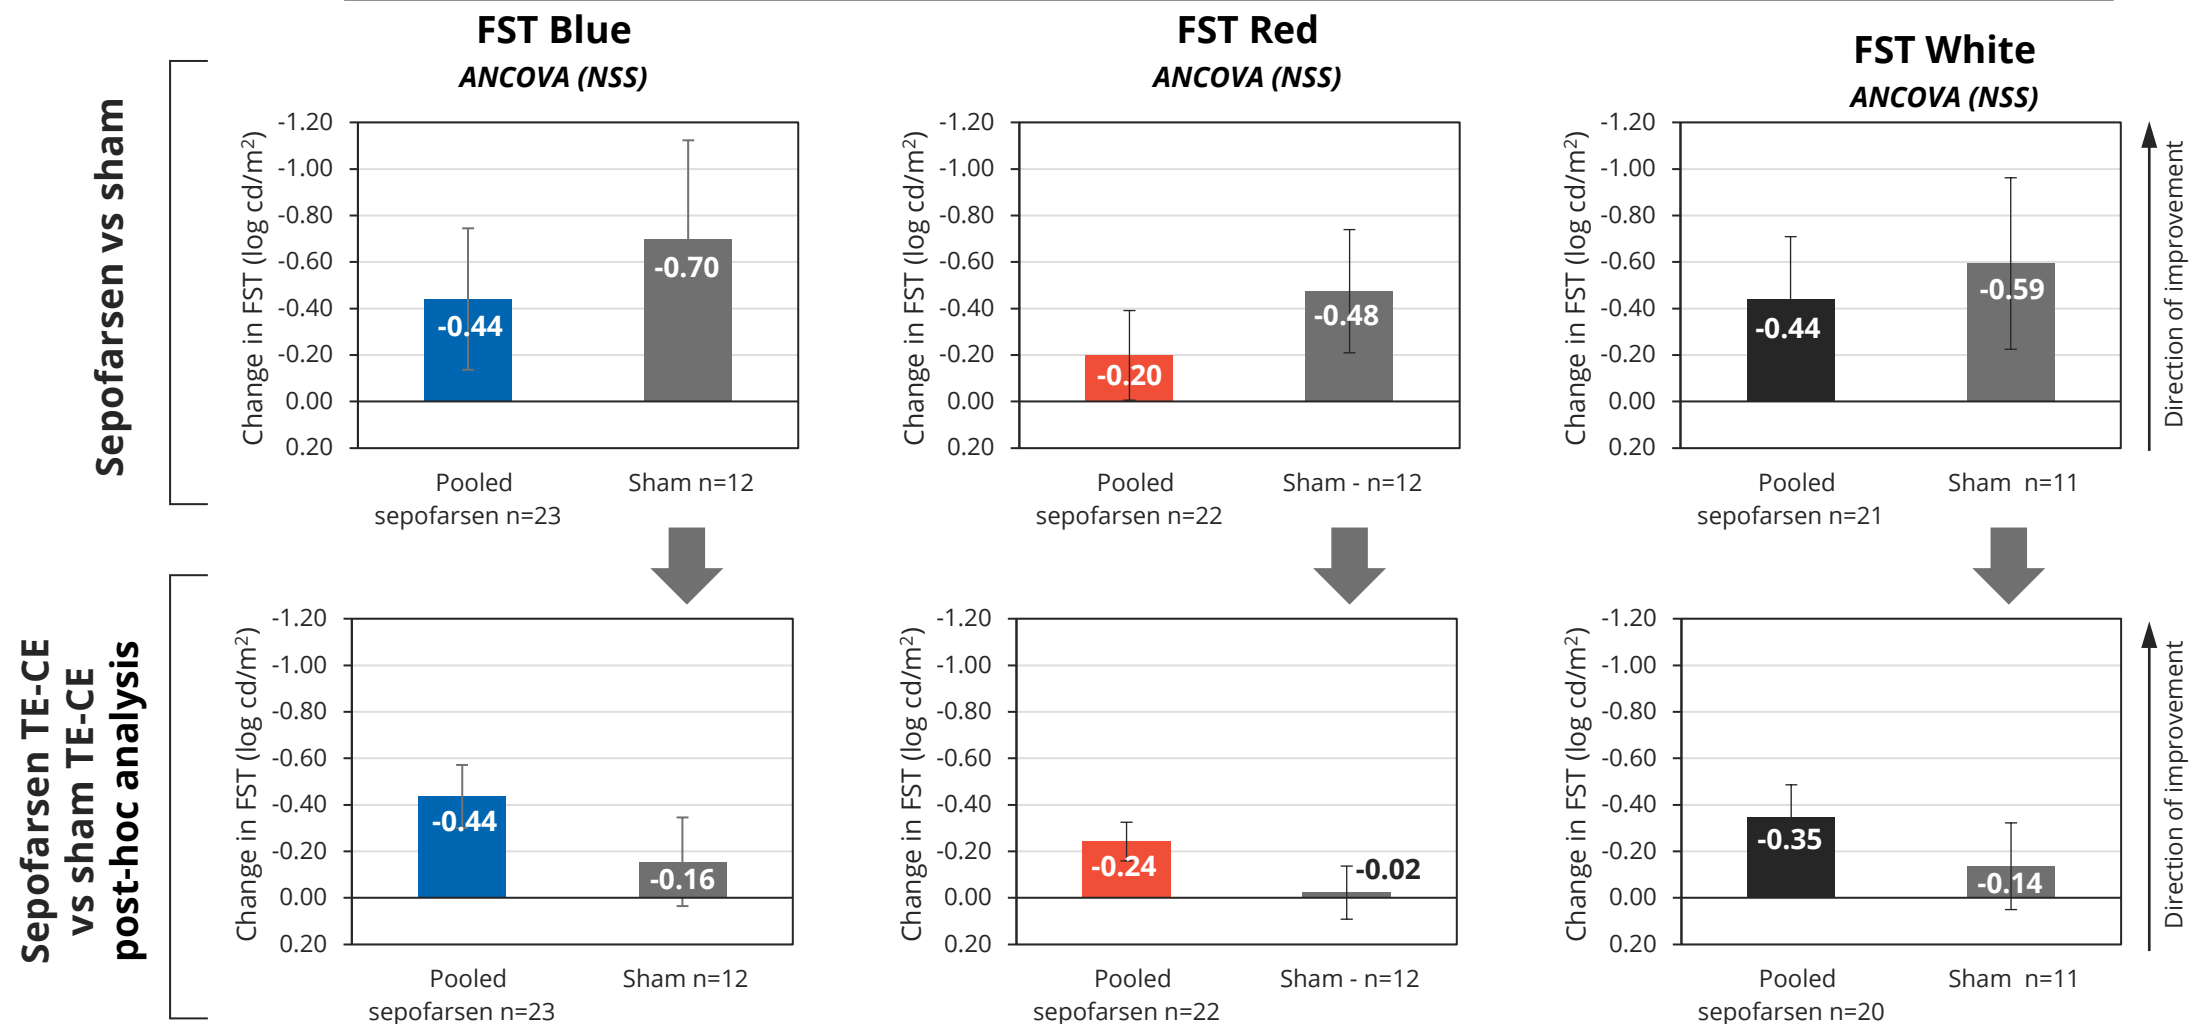 FST Blue
ANCOVA (NSS)
FST Red
ANCOVA (NSS)
FST White
ANCOVA (NSS)
Sepofarsen vs sham
Change in FST (log cd/m²)
-1.20
-1.00
-0.80
-0.60
-0.40
-0.20
0.00
0.20
-0.44
-0.70
Pooled
sepofarsen n=23
Sham n=12
Change in FST (log cd/m²)
-1.20
-1.00
-0.80
-0.60
-0.40
-0.20
0.00
0.20
-0.20
-0.48
Pooled
sepofarsen n=22
Sham - n=12
Change in FST (log cd/m²)
-1.20
-1.00
-0.80
-0.60
-0.40
-0.20
0.00
0.20
-0.44
-0.59
Pooled
sepofarsen n=21
Sham n=11
Direction of improvement
Sepofarsen TE-CE
vs sham TE-CE
post-hoc analysis
Change in FST (log cd/m²)
-1.20
-1.00
-0.80
-0.60
-0.40
-0.20
0.00
0.20
-0.44
-0.16
Pooled
sepofarsen n=23
Sham n=12
Change in FST (log cd/m²)
-1.20
-1.00
-0.80
-0.60
-0.40
-0.20
0.00
0.20
-0.24
-0.02
Pooled
sepofarsen n=22
Sham - n=12
Change in FST (log cd/m²)
-1.20
-1.00
-0.80
-0.60
-0.40
-0.20
0.00
0.20
-0.35
-0.14
Pooled
sepofarsen n=20
Sham n=11
Direction of improvement